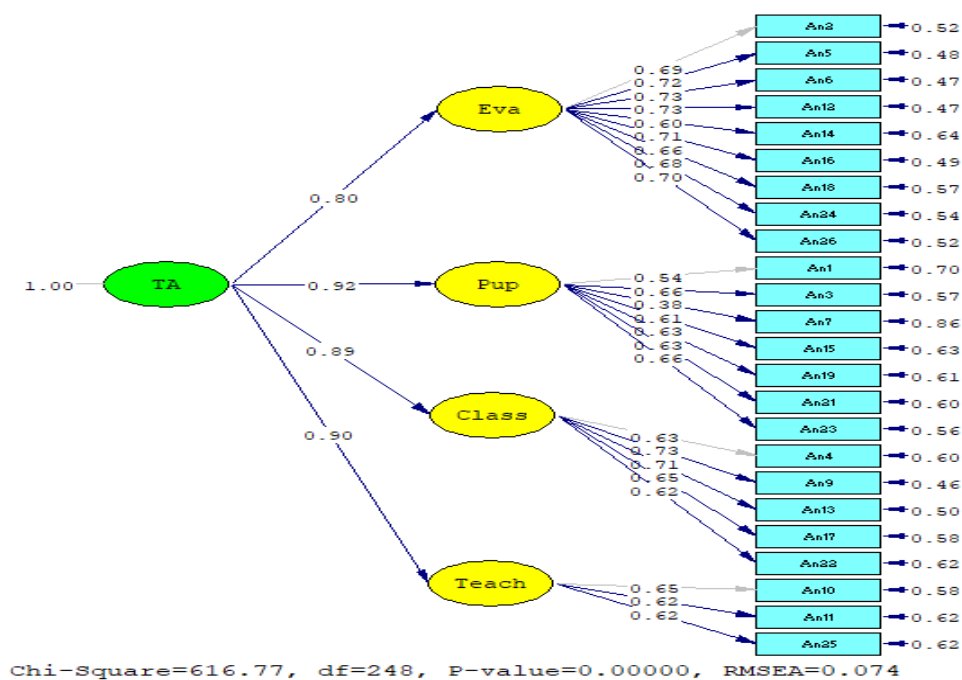 TA
1.00
0.80
0.92
0.89
0.90
Eva
Pup
Class
Teach
0.69
0.72
0.73
0.73
0.60
0.71
0.66
0.68
0.70
0.54
0.66
0.38
0.61
0.63
0.63
0.66
0.63
0.73
0.71
0.65
0.62
0.65
0.62
0.62
An2 0.52
An5 0.48
An6 0.47
An12 0.47
An14 0.64
An16 0.49
An18 0.57
An24 0.54
An26 0.52
An1 0.70
An3 0.57
An7 0.86
An15 0.63
An19 0.61
An21 0.60
An23 0.56
An4 0.60
An9 0.46
An13 0.50
An17 0.58
An22 0.62
An10 0.58
An11 0.62
An25 0.62
Chi-Square=616.77, df=248, P-value=0.00000, RMSEA=0.074